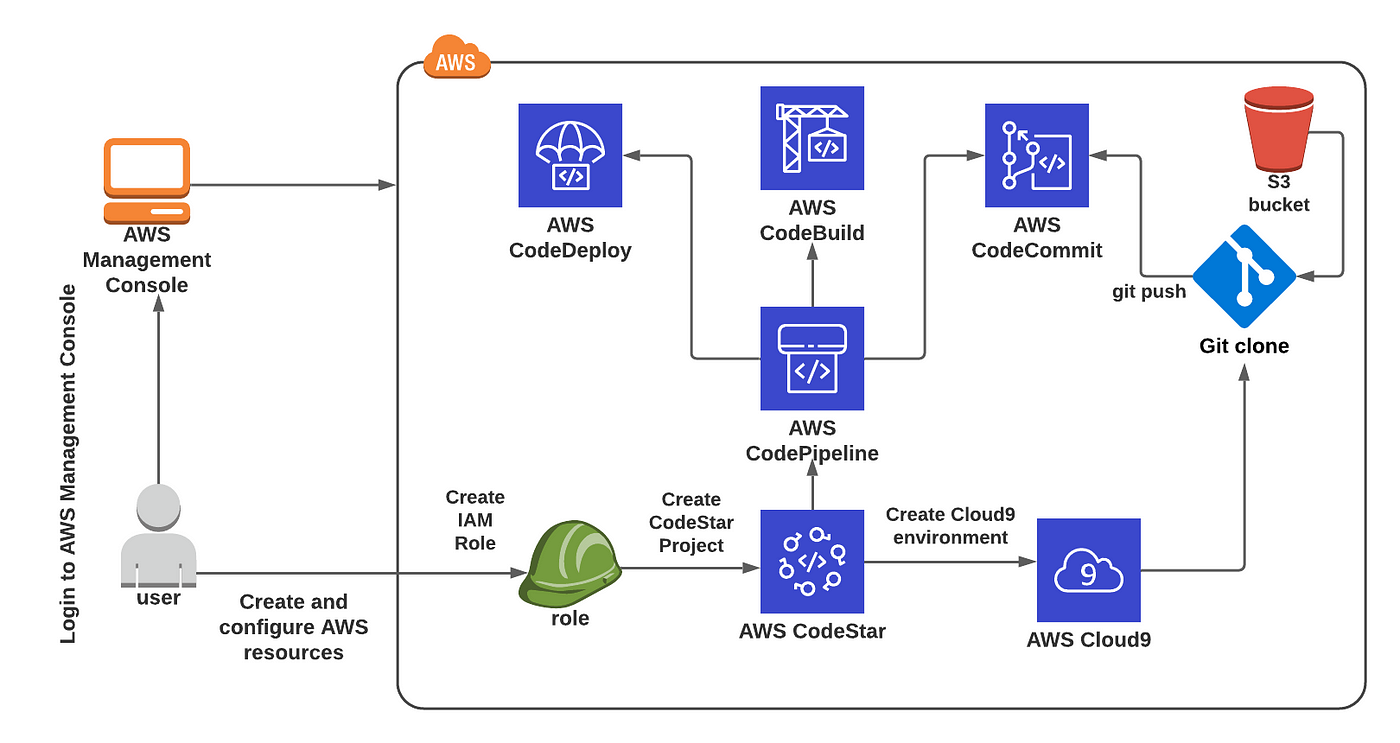 AWS
AWS
CodeDeploy
AWS
CodeBuild
AWS
CodeCommit
S3
bucket
AWS
Management
Console
git push
Git clone
Login to AWS Management Console
AWS
CodePipeline
Create
IAM
Role
Create
CodeStar
Project
Create Cloud9
environment
9
user
Create and
configure AWS
resources
role
AWS CodeStar
AWS Cloud9